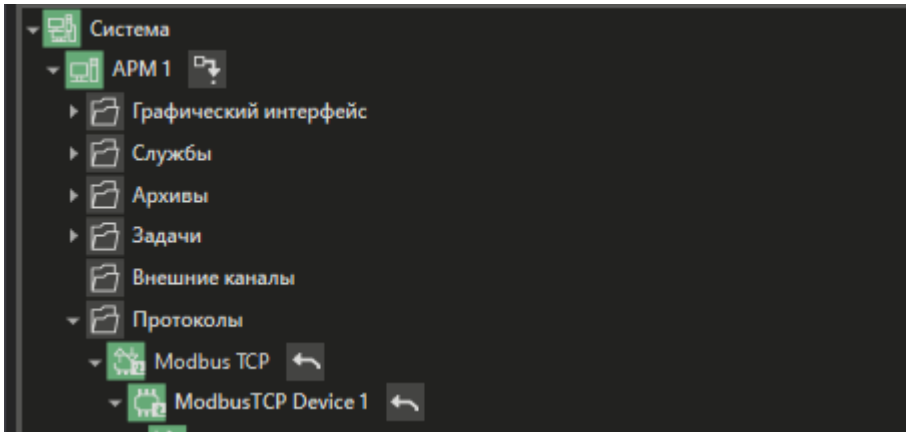 Система
АРМ 1
Графический интерфейс
Службы
Архивы
Задачи
Внешние каналы
Протоколы
Modbus TCP
ModbusTCP Device 1